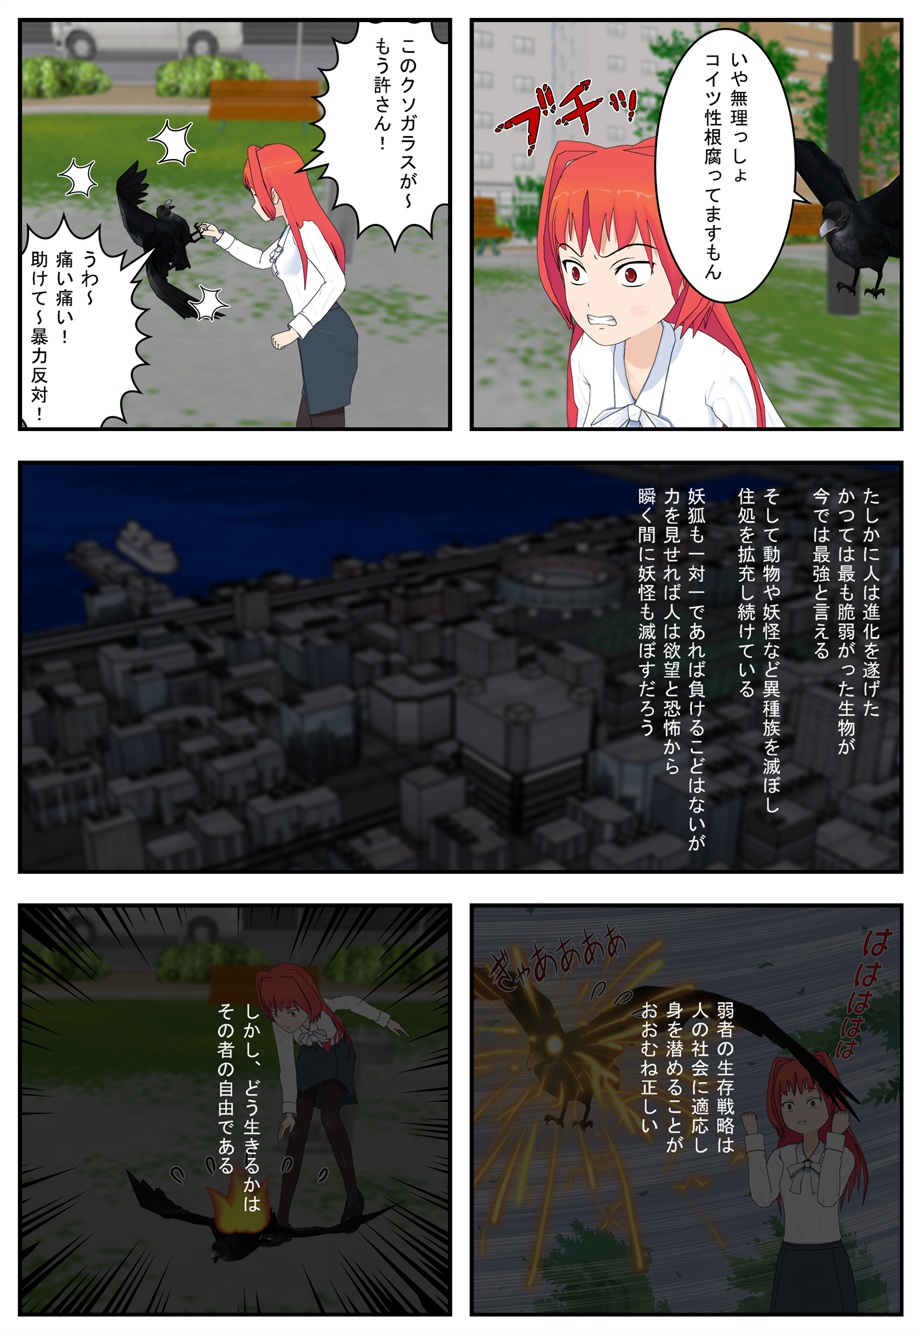 いや無理っしょ
コイツ性根腐ってますもん
ブチッ
このクソガラスが～
もう許さん！
うわ～
痛い痛い！
助けて～暴力反対！
たしかに人は進化を遂げた
かつては最も脆弱がった生物が
今では最強と言える
そして動物や妖怪など異種族を滅ぼし
住処を拡充し続けている
妖狐も一対一であれば負けるこどはないが
力を見せれば人は欲望と恐怖から
瞬く間に妖怪も滅ぼすだろう
はははは
ぎゃああああ
弱者の生存戦略は
人の社会に適応し
身を潜めることが
おおむね正しい
しかし、どう生きるかは
その者の自由である